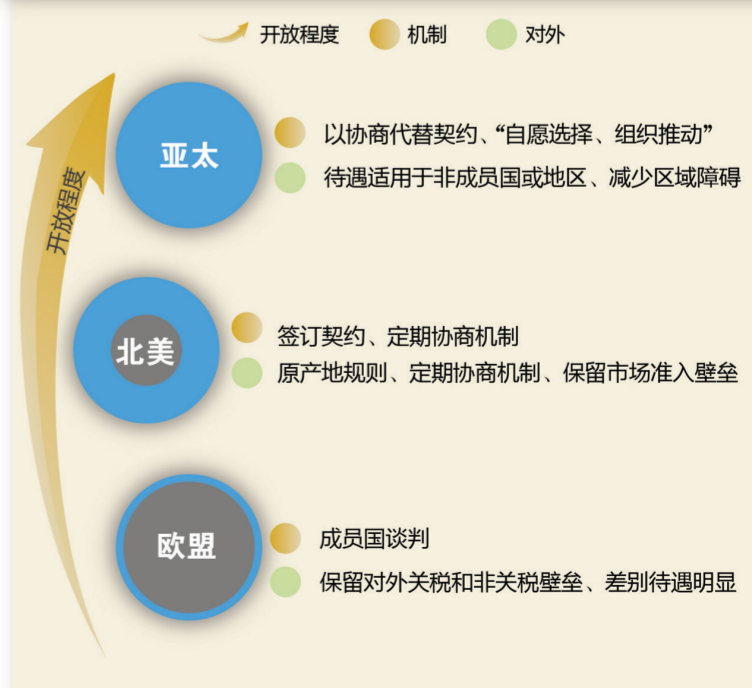 开放程度 机制 对外
开放程度
亚太
以协商代替契约、“自愿选择、组织推动”
待遇适用于非成员国或地区、减少区域障碍
北美
签订契约、定期协商机制
原产地规则、定期协商机制、保留市场准入壁垒
欧盟
成员国谈判
保留对外关税和非关税壁垒、差别待遇明显